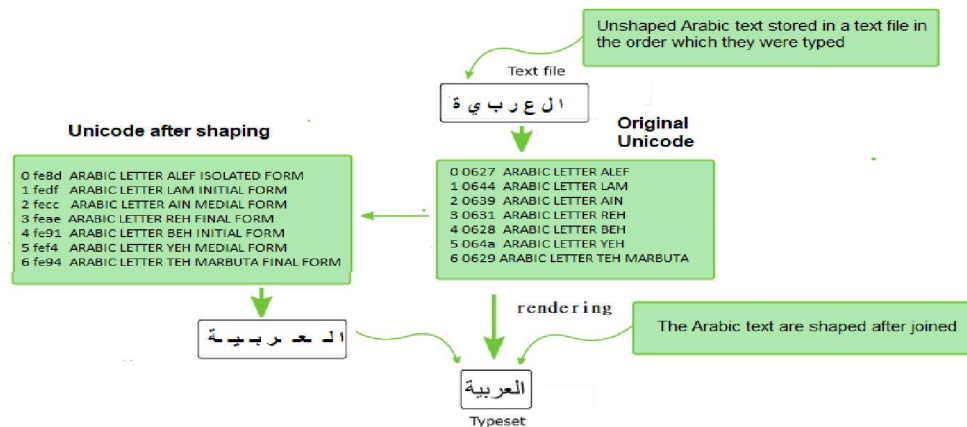 Unshaped Arabic text stored in a text file in
the order which they were typed
Text file
ا ل ع ر ب ي ة
Unicode after shaping
Original
Unicode
0 fe8d ARABIC LETTER ALEF ISOLATED FORM
1 fedf ARABIC LETTER LAM INITIAL FORM
2 fecc ARABIC LETTER AIN MEDIAL FORM
3 feae ARABIC LETTER REH FINAL FORM
4 fe91 ARABIC LETTER BEH INITIAL FORM
5 fef4 ARABIC LETTER YEH MEDIAL FORM
6 fe94 ARABIC LETTER TEH MARBUTA FINAL FORM
0 0627 ARABIC LETTER ALEF
1 0644 ARABIC LETTER LAM
2 0639 ARABIC LETTER AIN
3 0631 ARABIC LETTER REH
4 0628 ARABIC LETTER BEH
5 064a ARABIC LETTER YEH
6 0629 ARABIC LETTER TEH MARBUTA
rendering
The Arabic text are shaped after joined
ا لـ ـعـ ـر بـ ـيـ ـة
العربية
Typeset